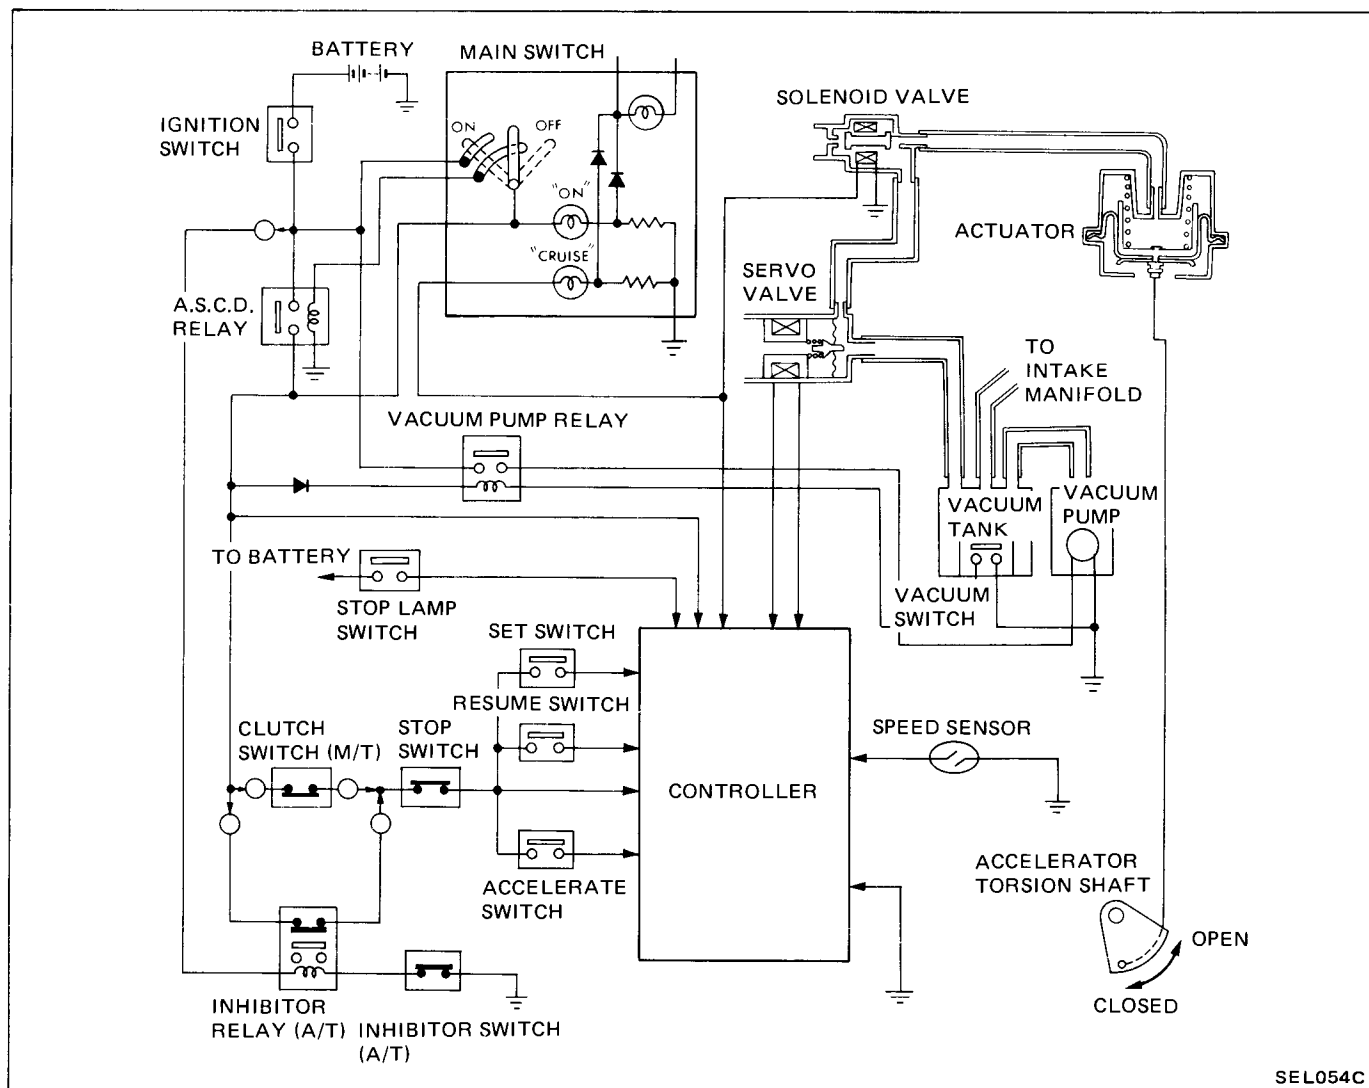 BATTERY
MAIN SWITCH
SOLENOID VALVE
IGNITION
SWITCH
ON
OFF
"ON"
"CRUISE"
ACTUATOR
SERVO
VALVE
A.S.C.D.
RELAY
TO
INTAKE
MANIFOLD
VACUUM PUMP RELAY
VACUUM
TANK
VACUUM
PUMP
TO BATTERY
STOP LAMP
SWITCH
VACUUM
SWITCH
SET SWITCH
RESUME SWITCH
CLUTCH
SWITCH (M/T)
STOP
SWITCH
SPEED SENSOR
CONTROLLER
ACCELERATE
SWITCH
ACCELERATOR
TORSION SHAFT
OPEN
CLOSED
INHIBITOR
RELAY (A/T)
INHIBITOR SWITCH
(A/T)
SEL054C